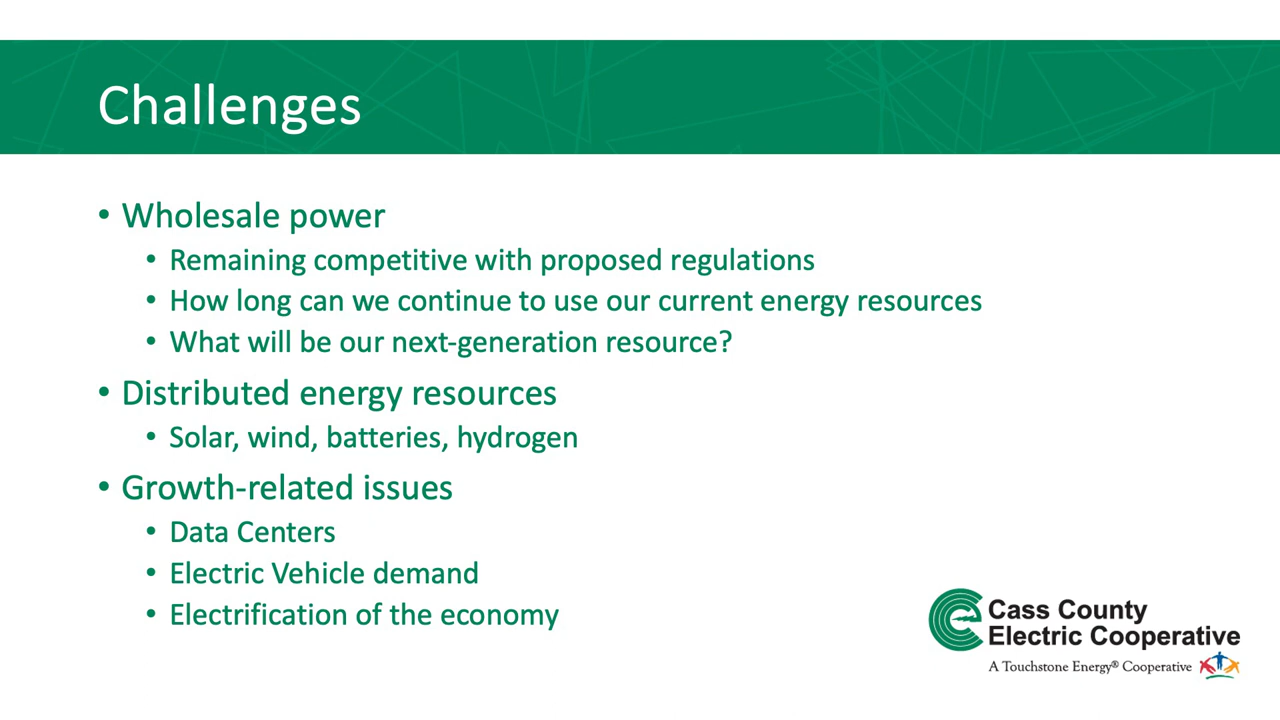 Challenges
• Wholesale power
• Remaining competitive with proposed regulations
• How long can we continue to use our current energy resources
• What will be our next-generation resource?
• Distributed energy resources
• Solar, wind, batteries, hydrogen
• Growth-related issues
• Data Centers
• Electric Vehicle demand
• Electrification of the economy
Cass County
Electric Cooperative
A Touchstone Energy® Cooperative